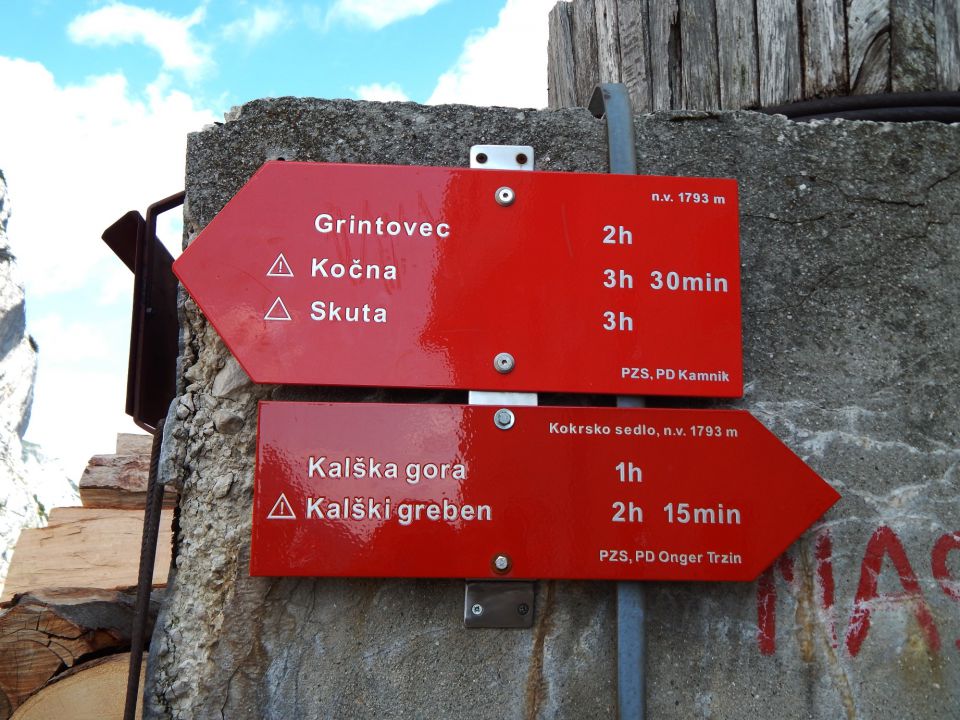 n.v. 1793 m
Grintovec 2h
Kočna 3h 30min
Skuta 3h
PZS, PD Kamnik
Kokrsko sedlo, n.v. 1793 m
Kalška gora 1h
Kalški greben 2h 15min
PZS, PD Onger Trzin